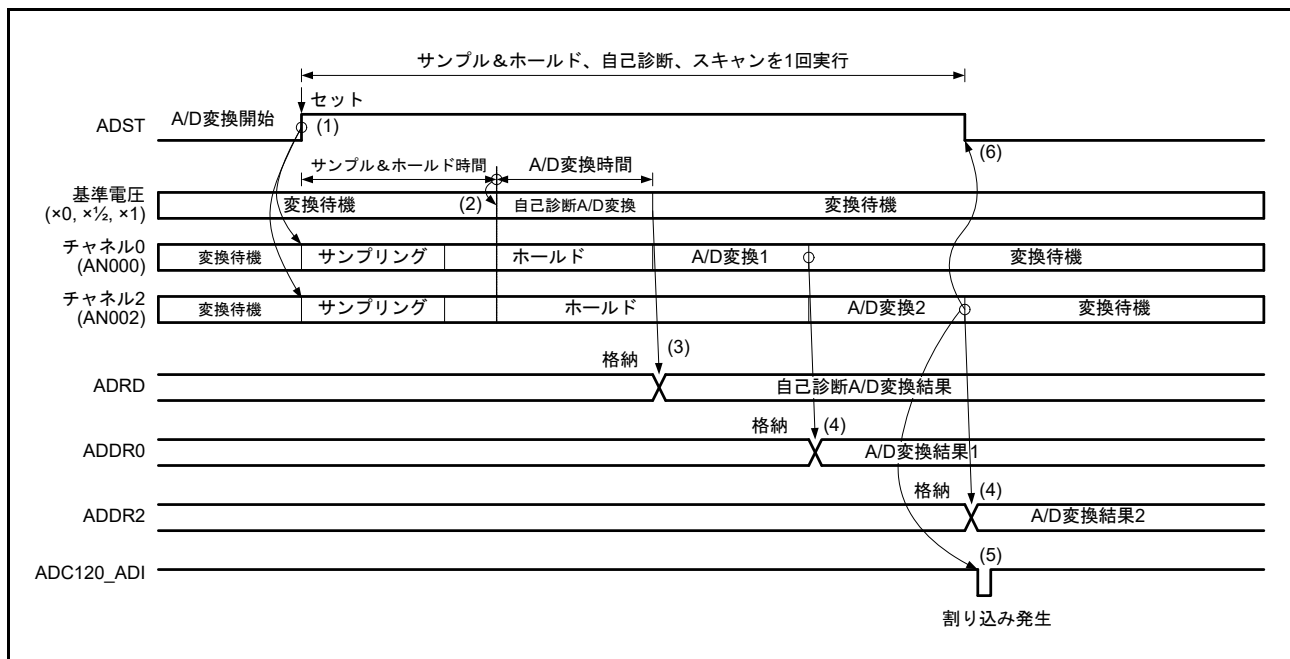 サンプル＆ホールド、自己診断、スキャンを1回実行
セット
ADST
A/D変換開始
(1)
(6)
サンプル＆ホールド時間
A/D変換時間
基準電圧
(×0, ×½, ×1)
変換待機
(2)
自己診断A/D変換
変換待機
チャネル0
(AN000)
変換待機
サンプリング
ホールド
A/D変換1
変換待機
チャネル2
(AN002)
変換待機
サンプリング
ホールド
A/D変換2
変換待機
格納
(3)
ADRD
自己診断A/D変換結果
格納
(4)
ADDR0
A/D変換結果1
格納
(4)
ADDR2
A/D変換結果2
ADC120_ADI
(5)
割り込み発生